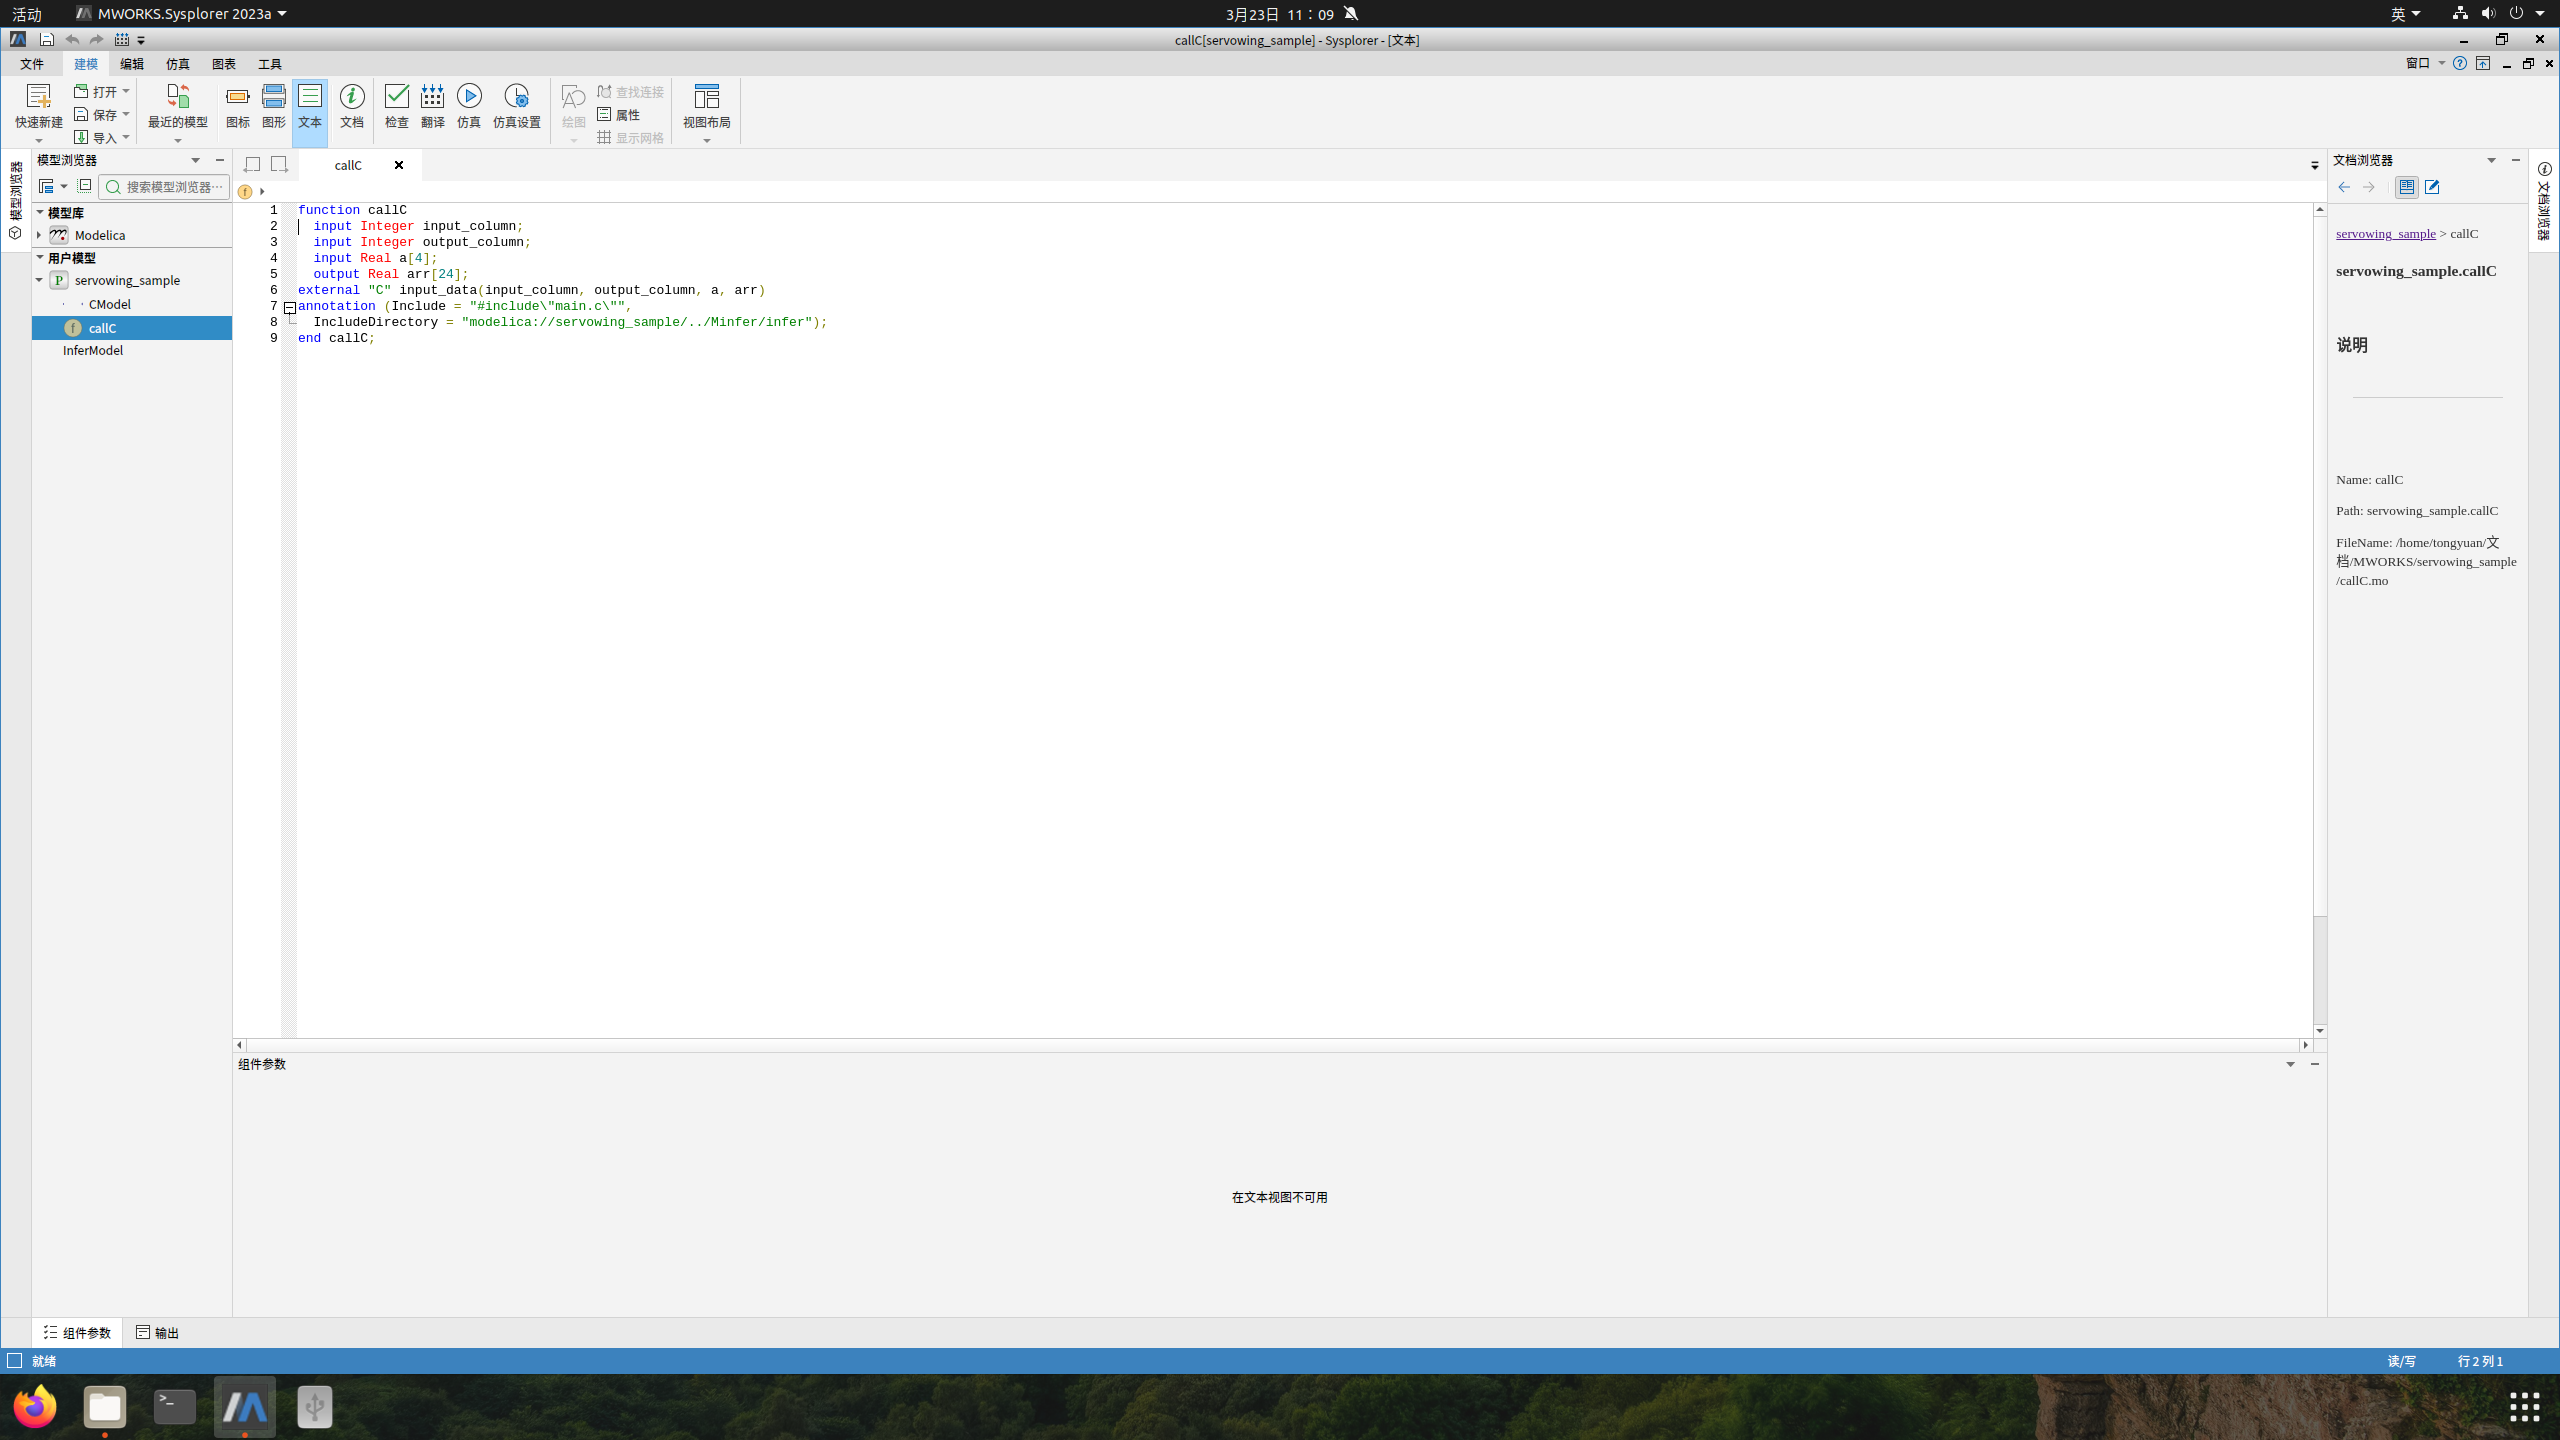 活动
MWORKS.Sysplorer 2023a
3月23日 11：09
英
callC[servowing_sample] - Sysplorer - [文本]
文件 建模 编辑 仿真 图表 工具
窗口
快速新建
打开
保存
导入
最近的模型
图标
图形
文本
文档
检查
翻译
仿真
仿真设置
绘图
查找连接
属性
显示网格
视图布局
模型浏览器
模型浏览器
搜索模型浏览器…
模型库
Modelica
用户模型
servowing_sample
CModel
callC
InferModel
callC
1 function callC
2 input Integer input_column;
3 input Integer output_column;
4 input Real a[4];
5 output Real arr[24];
6 external "C" input_data(input_column, output_column, a, arr)
7 annotation (Include = "#include\"main.c\"",
8 IncludeDirectory = "modelica://servowing_sample/../Minfer/infer");
9 end callC;
组件参数
在文本视图不可用
文档浏览器
文档浏览器
servowing_sample > callC
servowing_sample.callC
说明
Name: callC
Path: servowing_sample.callC
FileName: /home/tongyuan/文
档/MWORKS/servowing_sample
/callC.mo
组件参数
输出
就绪
读/写
行 2 列 1